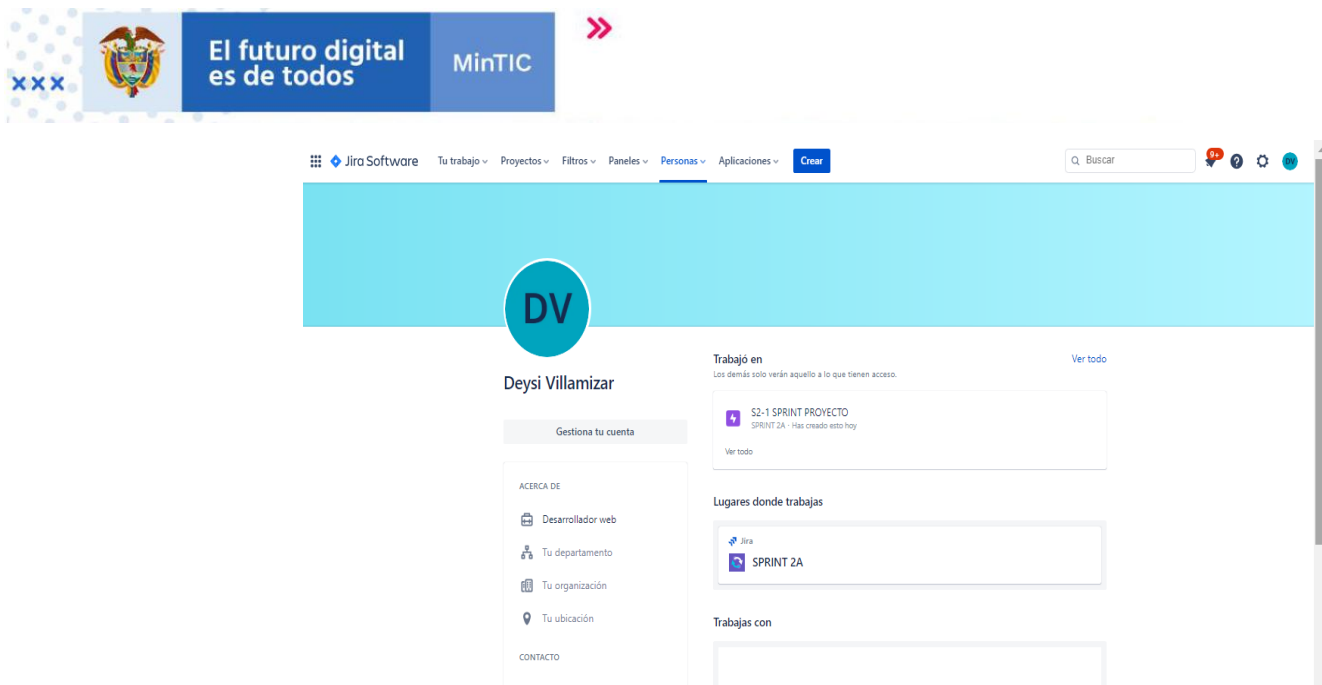 El futuro digital
es de todos
MinTIC
Jira Software Tu trabajo Proyectos Filtros Paneles Personas Aplicaciones Crear Buscar 9+ DV
DV
Deysi Villamizar
Gestiona tu cuenta
ACERCA DE
Desarrollador web
Tu departamento
Tu organización
Tu ubicación
CONTACTO
Trabajó en Ver todo
Los demás solo verán aquello a lo que tienen acceso.
S2-1 SPRINT PROYECTO
SPRINT 2A · Has creado esto hoy
Ver todo
Lugares donde trabajas
Jira
SPRINT 2A
Trabajas con